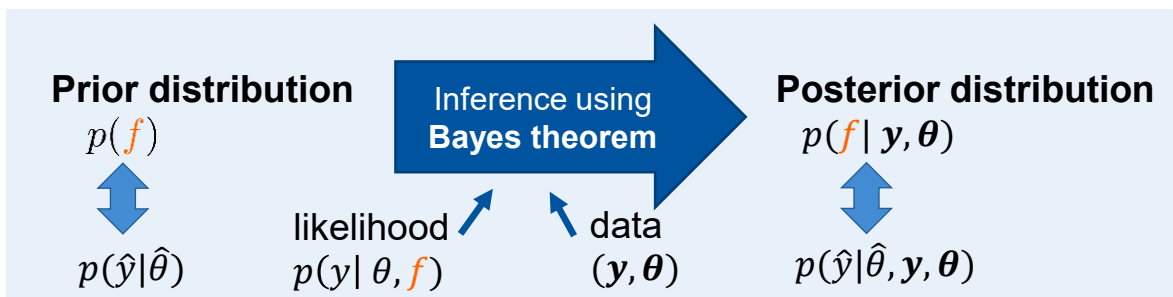 Prior distribution
p(f)
p(ŷ|θ̂)
Inference using
Bayes theorem
likelihood
p(y| θ, f)
data
(𝒚, 𝜽)
Posterior distribution
p(f| 𝒚, 𝜽)
p(ŷ|θ̂, 𝒚, 𝜽)